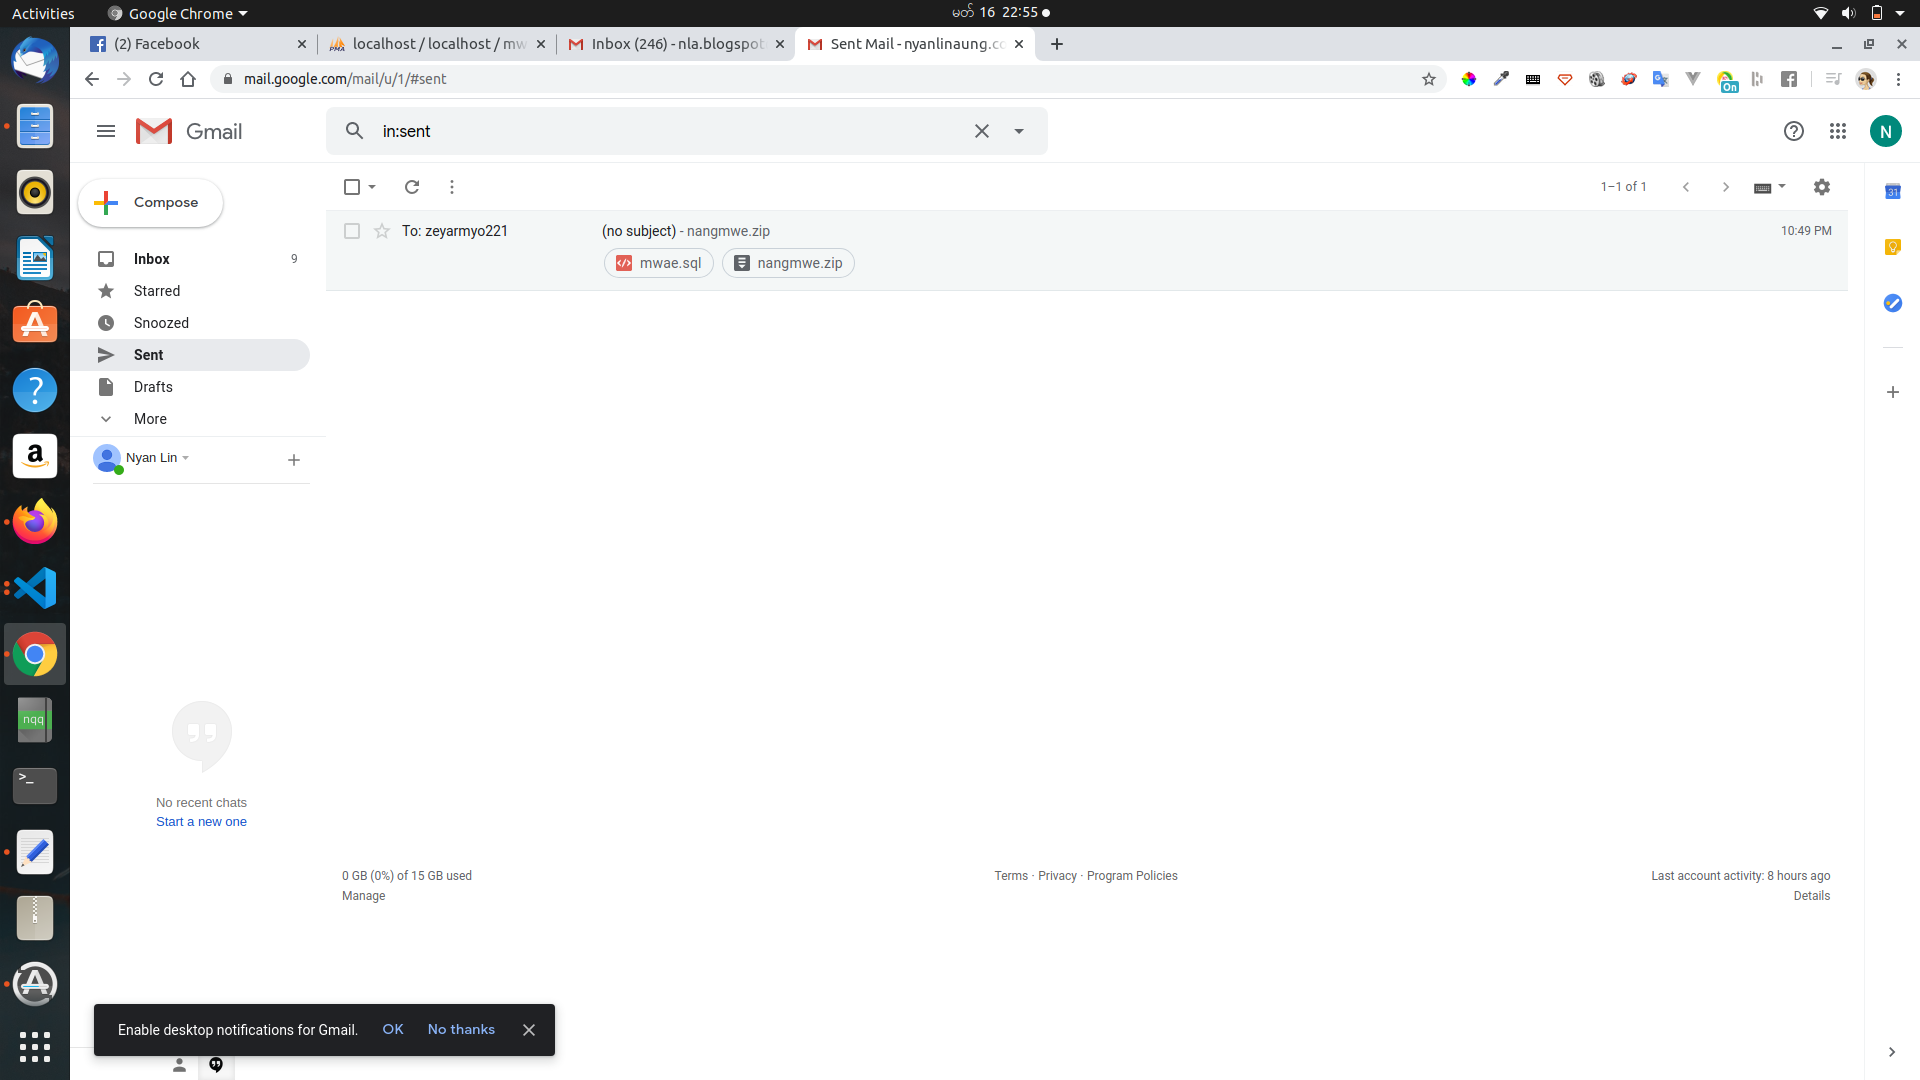 Activities
Google Chrome
မတ် 16 22:55
(2) Facebook
localhost / localhost / mw
Inbox (246) - nla.blogspot
Sent Mail - nyanlinaung.co
mail.google.com/mail/u/1/#sent
On
Gmail
in:sent
N
Compose
1–1 of 1
31
To: zeyarmyo221
(no subject) - nangmwe.zip
10:49 PM
mwae.sql
nangmwe.zip
Inbox
9
Starred
Snoozed
Sent
Drafts
More
Nyan Lin
nqq
No recent chats
Start a new one
0 GB (0%) of 15 GB used
Manage
Terms · Privacy · Program Policies
Last account activity: 8 hours ago
Details
Enable desktop notifications for Gmail.
OK
No thanks